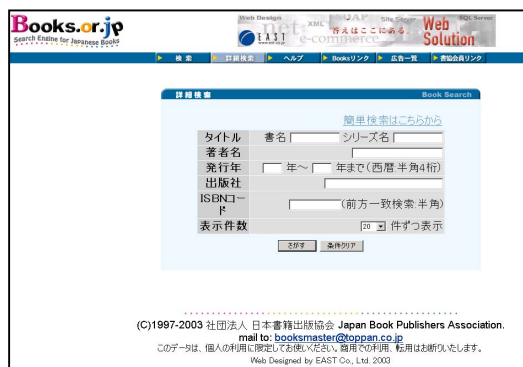 Books.or.jp
Search Engine for Japanese Books
Web Design XML JAPAN Site Server SQL Server
EAST net e-commerce 答えはここにある。 Web Solution
検索 詳細検索 ヘルプ Booksリンク 広告一覧 書協会員リンク
詳細検索 Book Search
簡単検索はこちらから
タイトル 書名 シリーズ名
著者名
発行年 年～ 年まで(西暦:半角4桁)
出版社
ISBNコード (前方一致検索:半角)
表示件数 20 件ずつ表示
さがす 条件クリア
(C)1997-2003 社団法人 日本書籍出版協会 Japan Book Publishers Association.
mail to: booksmaster@toppan.co.jp
このデータは、個人の利用に限定してお使いください。商用での利用、転用はお断りいたします。
Web Designed by EAST Co., Ltd. 2003